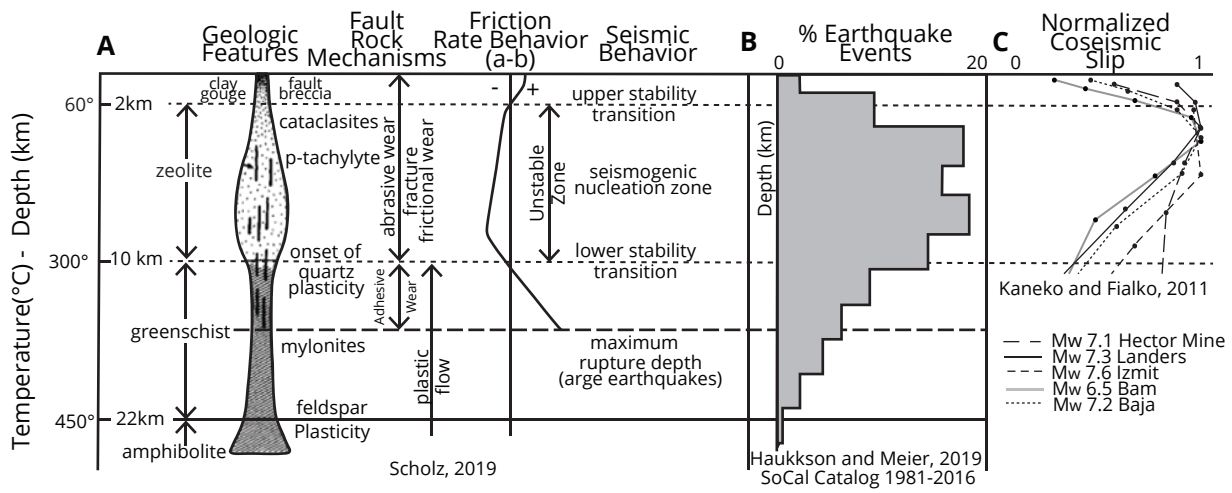 A
Geologic
Features
Fault
Rock
Mechanisms
Friction
Rate Behavior
(a-b)
Seismic
Behavior
Temperature(°C) - Depth (km)
60°
2km
300°
10 km
450°
22km
clay
gouge
fault
breccia
cataclasites
p-tachylyte
zeolite
onset of
quartz
plasticity
greenschist
mylonites
feldspar
Plasticity
amphibolite
abrasive wear
fracture
frictional wear
Adhesive
Wear
plastic
flow
- +
Unstable
Zone
upper stability
transition
seismogenic
nucleation zone
lower stability
transition
maximum
rupture depth
(arge earthquakes)
Scholz, 2019
B
% Earthquake
Events
0 20
Depth (km)
Haukkson and Meier, 2019
SoCal Catalog 1981-2016
C
Normalized
Coseismic
Slip
0 1
Kaneko and Fialko, 2011
Mw 7.1 Hector Mine
Mw 7.3 Landers
Mw 7.6 Izmit
Mw 6.5 Bam
Mw 7.2 Baja